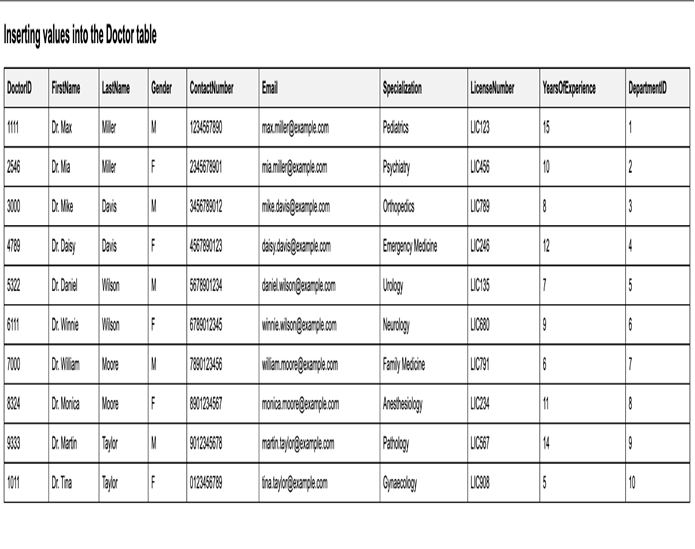 Inserting values into the Doctor table
DoctorID FirstName LastName Gender ContactNumber Email Specialization LicenseNumber YearsOfExperience DepartmentID
1111 Dr. Max Miller M 1234567890 max.miller@example.com Pediatrics LIC123 15 1
2546 Dr. Mia Miller F 2345678901 mia.miller@example.com Psychiatry LIC456 10 2
3000 Dr. Mike Davis M 3456789012 mike.davis@example.com Orthopedics LIC789 8 3
4789 Dr. Daisy Davis F 4567890123 daisy.davis@example.com Emergency Medicine LIC246 12 4
5322 Dr. Daniel Wilson M 5678901234 daniel.wilson@example.com Urology LIC135 7 5
6111 Dr. Winnie Wilson F 6789012345 winnie.wilson@example.com Neurology LIC680 9 6
7000 Dr. William Moore M 7890123456 william.moore@example.com Family Medicine LIC791 6 7
8324 Dr. Monica Moore F 8901234567 monica.moore@example.com Anesthesiology LIC234 11 8
9333 Dr. Martin Taylor M 9012345678 martin.taylor@example.com Pathology LIC567 14 9
1011 Dr. Tina Taylor F 0123456789 tina.taylor@example.com Gynaecology LIC908 5 10